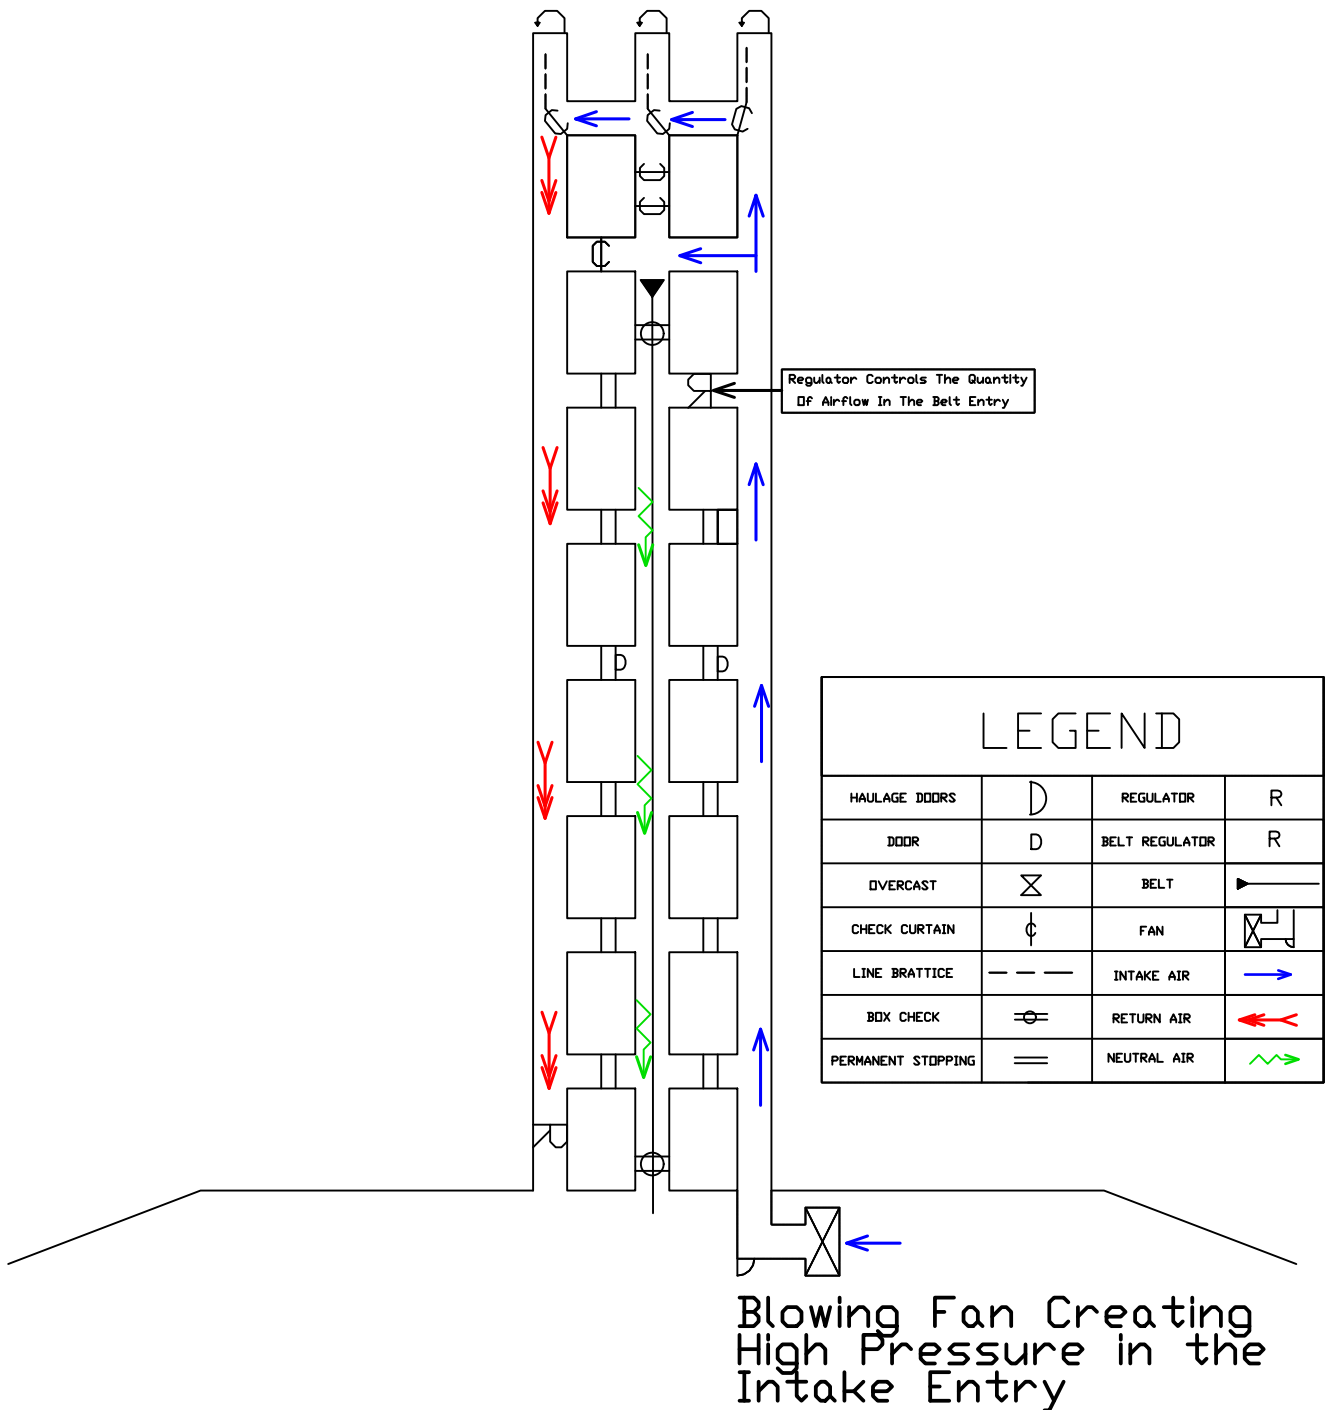 Regulator Controls The Quantity
Of Airflow In The Belt Entry
LEGEND
HAULAGE DOORS REGULATOR R
DOOR D BELT REGULATOR R
OVERCAST BELT
CHECK CURTAIN FAN
LINE BRATTICE INTAKE AIR
BOX CHECK RETURN AIR
PERMANENT STOPPING NEUTRAL AIR
Blowing Fan Creating
High Pressure in the
Intake Entry